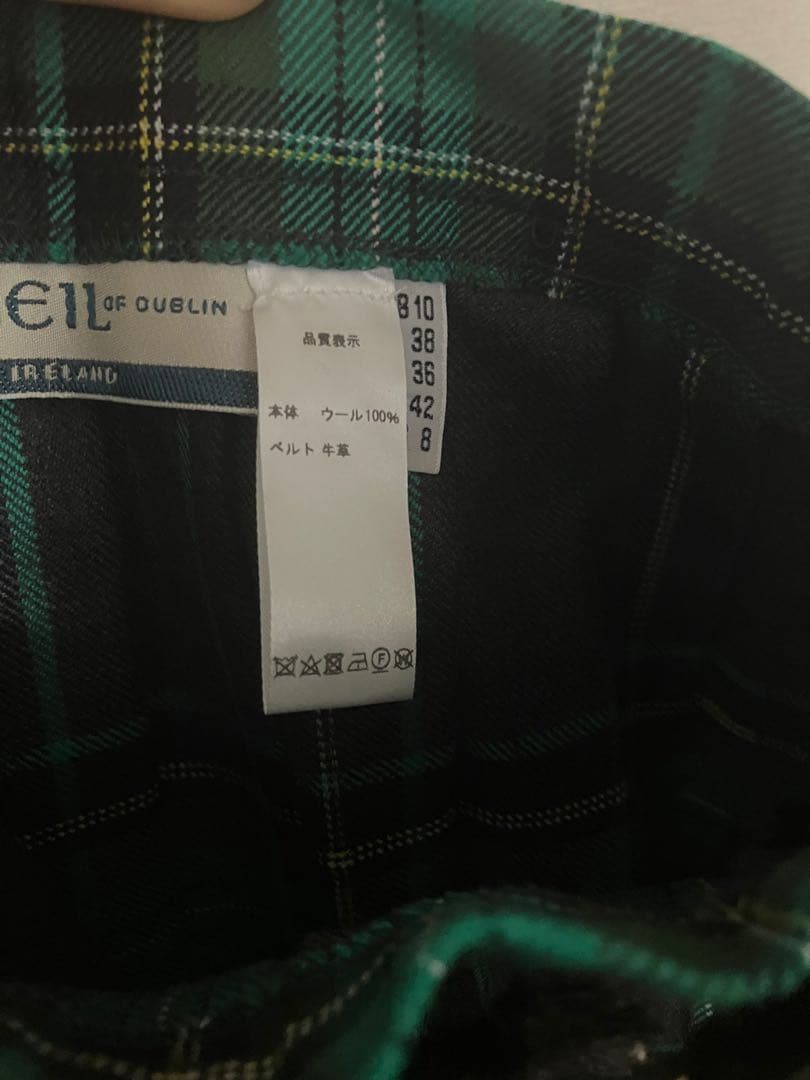 EIL OF DUBLIN
IRELAND
品質表示
本体 ウール100%
ベルト 牛革
B 10
38
36
42
8
F
W